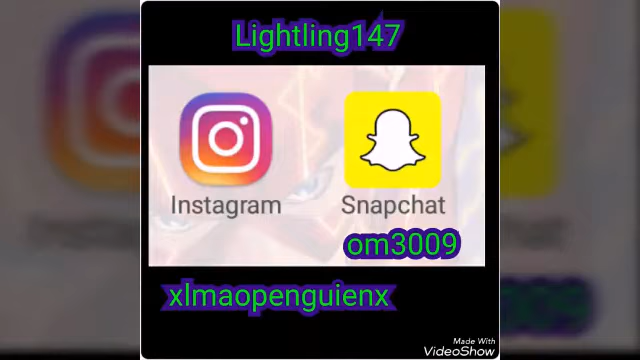 Lightling147
Instagram
Snapchat
om3009
xlmaopenguienx
Made With
VideoShow